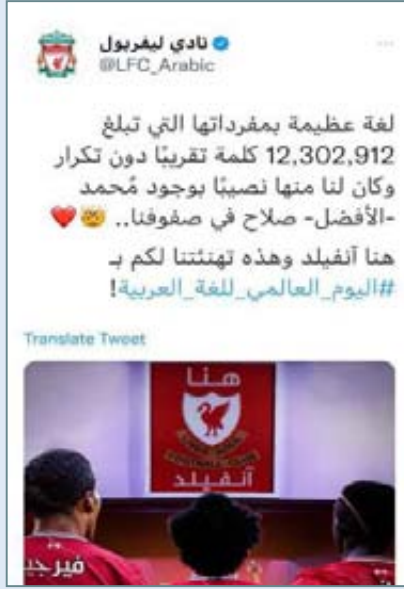 نادي ليفربول
@LFC_Arabic
لغة عظيمة بمفرداتها التي تبلغ
12,302,912 كلمة تقريبًا دون تكرار
وكان لنا منها نصيبًا بوجود مُحمد
-الأفضل- صلاح في صفوفنا..
هنا آنفيلد وهذه تهنئتنا لكم بـ
#اليوم_العالمي_للغة_العربية!
Translate Tweet
هنا
آنفيلد
فيرجي